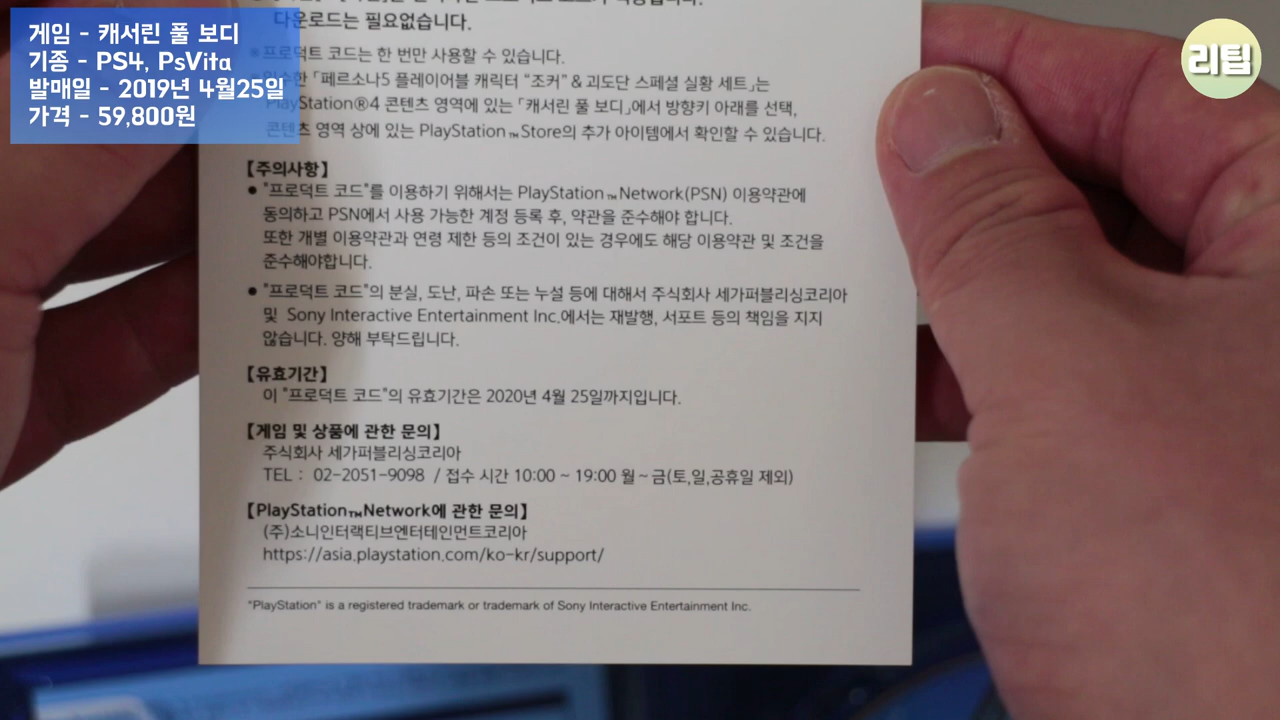 게임 - 캐서린 풀 보디
기종 - PS4, PsVita
발매일 - 2019년 4월25일
가격 - 59,800원
리팁
다운로드는 필요없습니다.
※프로덕트 코드는 한 번만 사용할 수 있습니다.
「페르소나5 플레이어블 캐릭터 “조커” & 괴도단 스페셜 실황 세트」는
PlayStation®4 콘텐츠 영역에 있는 「캐서린 풀 보디」에서 방향키 아래를 선택,
콘텐츠 영역 상에 있는 PlayStation™Store의 추가 아이템에서 확인할 수 있습니다.
【주의사항】
● "프로덕트 코드"를 이용하기 위해서는 PlayStation™Network(PSN) 이용약관에
동의하고 PSN에서 사용 가능한 계정 등록 후, 약관을 준수해야 합니다.
또한 개별 이용약관과 연령 제한 등의 조건이 있는 경우에도 해당 이용약관 및 조건을
준수해야합니다.
● "프로덕트 코드"의 분실, 도난, 파손 또는 누설 등에 대해서 주식회사 세가퍼블리싱코리아
및 Sony Interactive Entertainment Inc.에서는 재발행, 서포트 등의 책임을 지지
않습니다. 양해 부탁드립니다.
【유효기간】
이 "프로덕트 코드"의 유효기간은 2020년 4월 25일까지입니다.
【게임 및 상품에 관한 문의】
주식회사 세가퍼블리싱코리아
TEL : 02-2051-9098 / 접수 시간 10:00 ~ 19:00 월~금(토,일,공휴일 제외)
【PlayStation™Network에 관한 문의】
(주)소니인터랙티브엔터테인먼트코리아
https://asia.playstation.com/ko-kr/support/
"PlayStation" is a registered trademark or trademark of Sony Interactive Entertainment Inc.